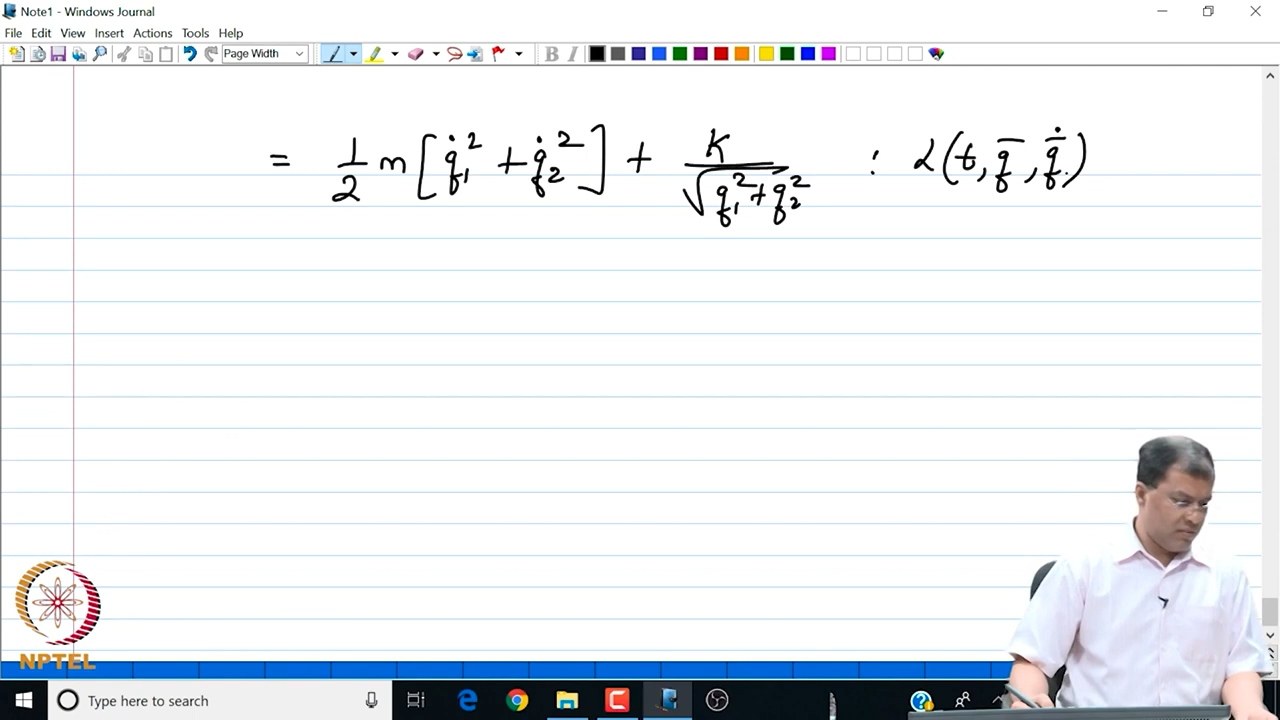 Note1 - Windows Journal
File Edit View Insert Actions Tools Help
Page Width B I
= 1/2 m [q̇₁² + q̇₂²] + K/√(q₁² + q₂²) : L(t, q̄, q̄̇)
NPTEL
Type here to search